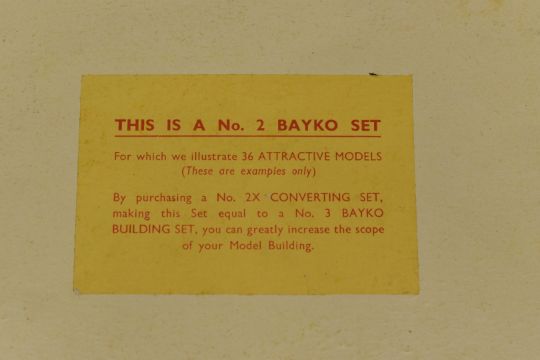 THIS IS A No. 2 BAYKO SET
For which we illustrate 36 ATTRACTIVE MODELS
(These are examples only)
By purchasing a No. 2X CONVERTING SET,
making this Set equal to a No. 3 BAYKO
BUILDING SET, you can greatly increase the scope
of your Model Building.